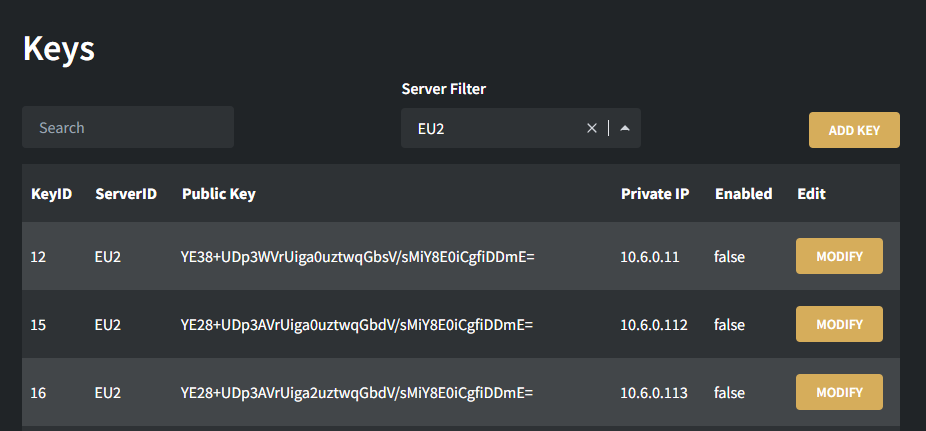 Keys
Server Filter
Search
EU2
ADD KEY
KeyID ServerID Public Key Private IP Enabled Edit
12 EU2 YE38+UDp3WVrUiga0uztwqGbsV/sMiY8E0iCgfiDDmE= 10.6.0.11 false MODIFY
15 EU2 YE28+UDp3AVrUiga0uztwqGbdV/sMiY8E0iCgfiDDmE= 10.6.0.112 false MODIFY
16 EU2 YE28+UDp3AVrUiga2uztwqGbdV/sMiY8E0iCgfiDDmE= 10.6.0.113 false MODIFY